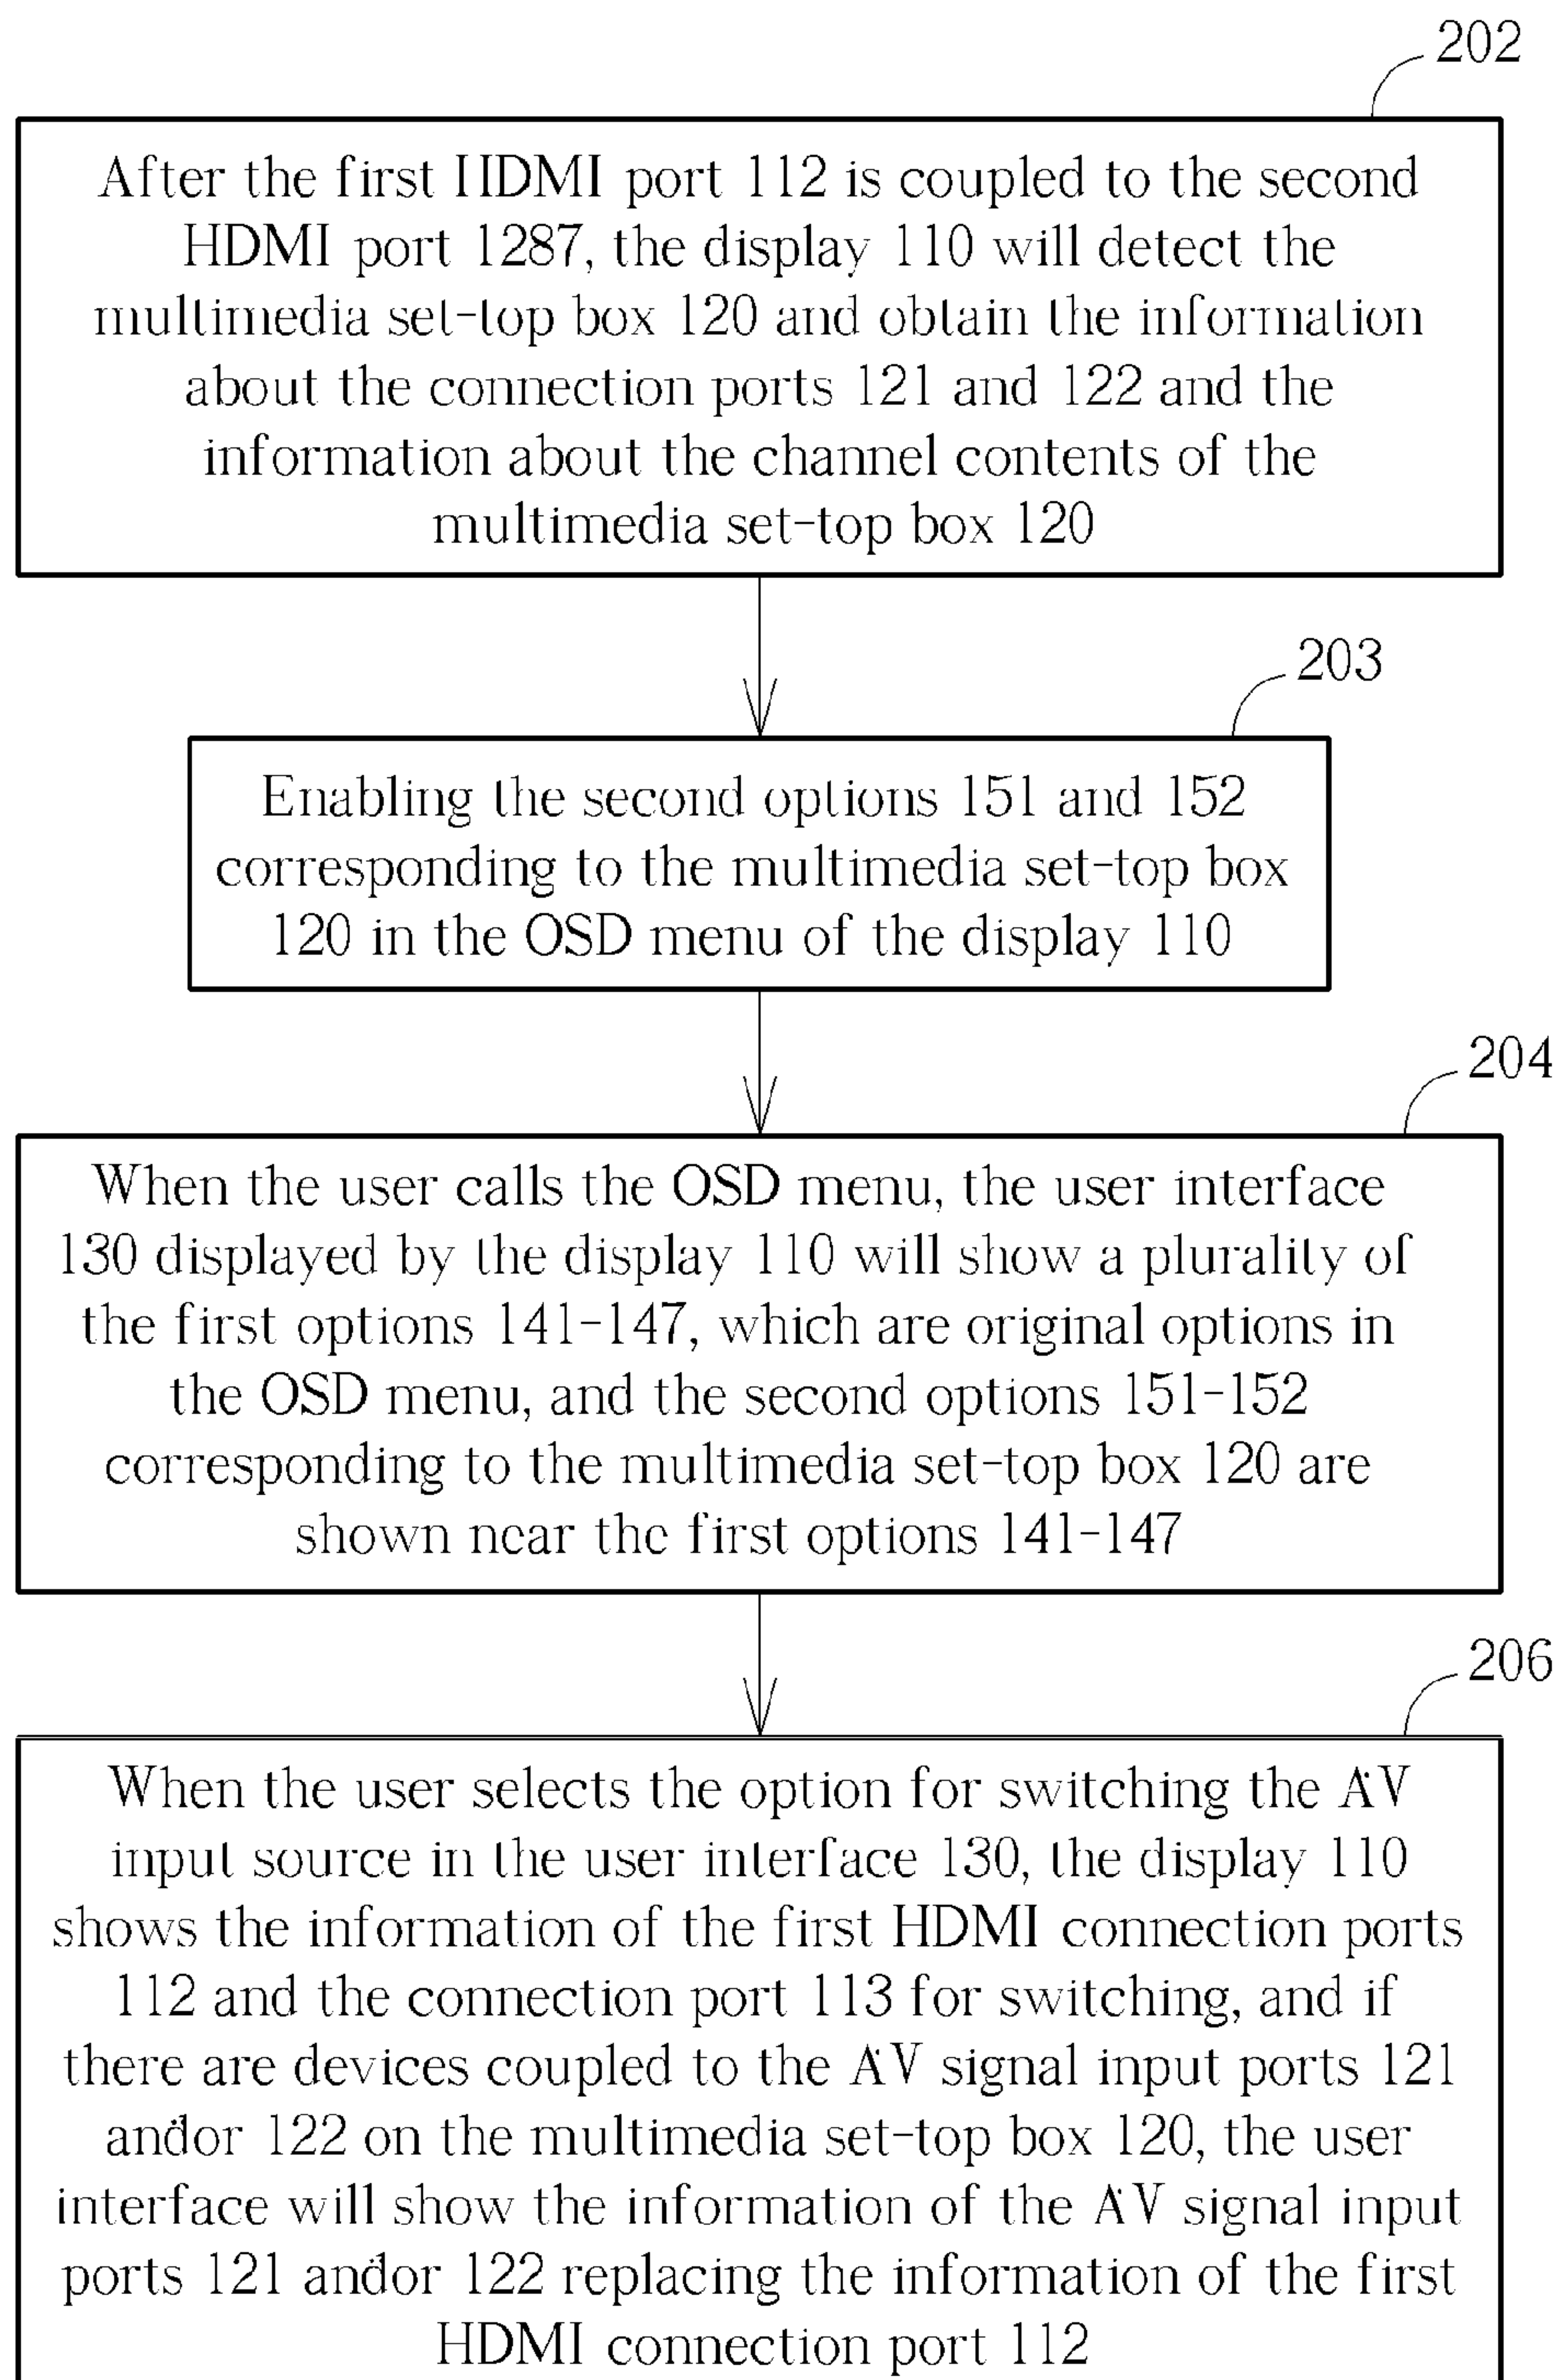 202
After the first HDMI port 112 is coupled to the second
HDMI port 1287, the display 110 will detect the
multimedia set-top box 120 and obtain the information
about the connection ports 121 and 122 and the
information about the channel contents of the
multimedia set-top box 120
203
Enabling the second options 151 and 152
corresponding to the multimedia set-top box
120 in the OSD menu of the display 110
204
When the user calls the OSD menu, the user interface
130 displayed by the display 110 will show a plurality of
the first options 141-147, which are original options in
the OSD menu, and the second options 151-152
corresponding to the multimedia set-top box 120 are
shown near the first options 141-147
206
When the user selects the option for switching the AV
input source in the user interface 130, the display 110
shows the information of the first HDMI connection ports
112 and the connection port 113 for switching, and if
there are devices coupled to the AV signal input ports 121
and/or 122 on the multimedia set-top box 120, the user
interface will show the information of the AV signal input
ports 121 and/or 122 replacing the information of the first
HDMI connection port 112